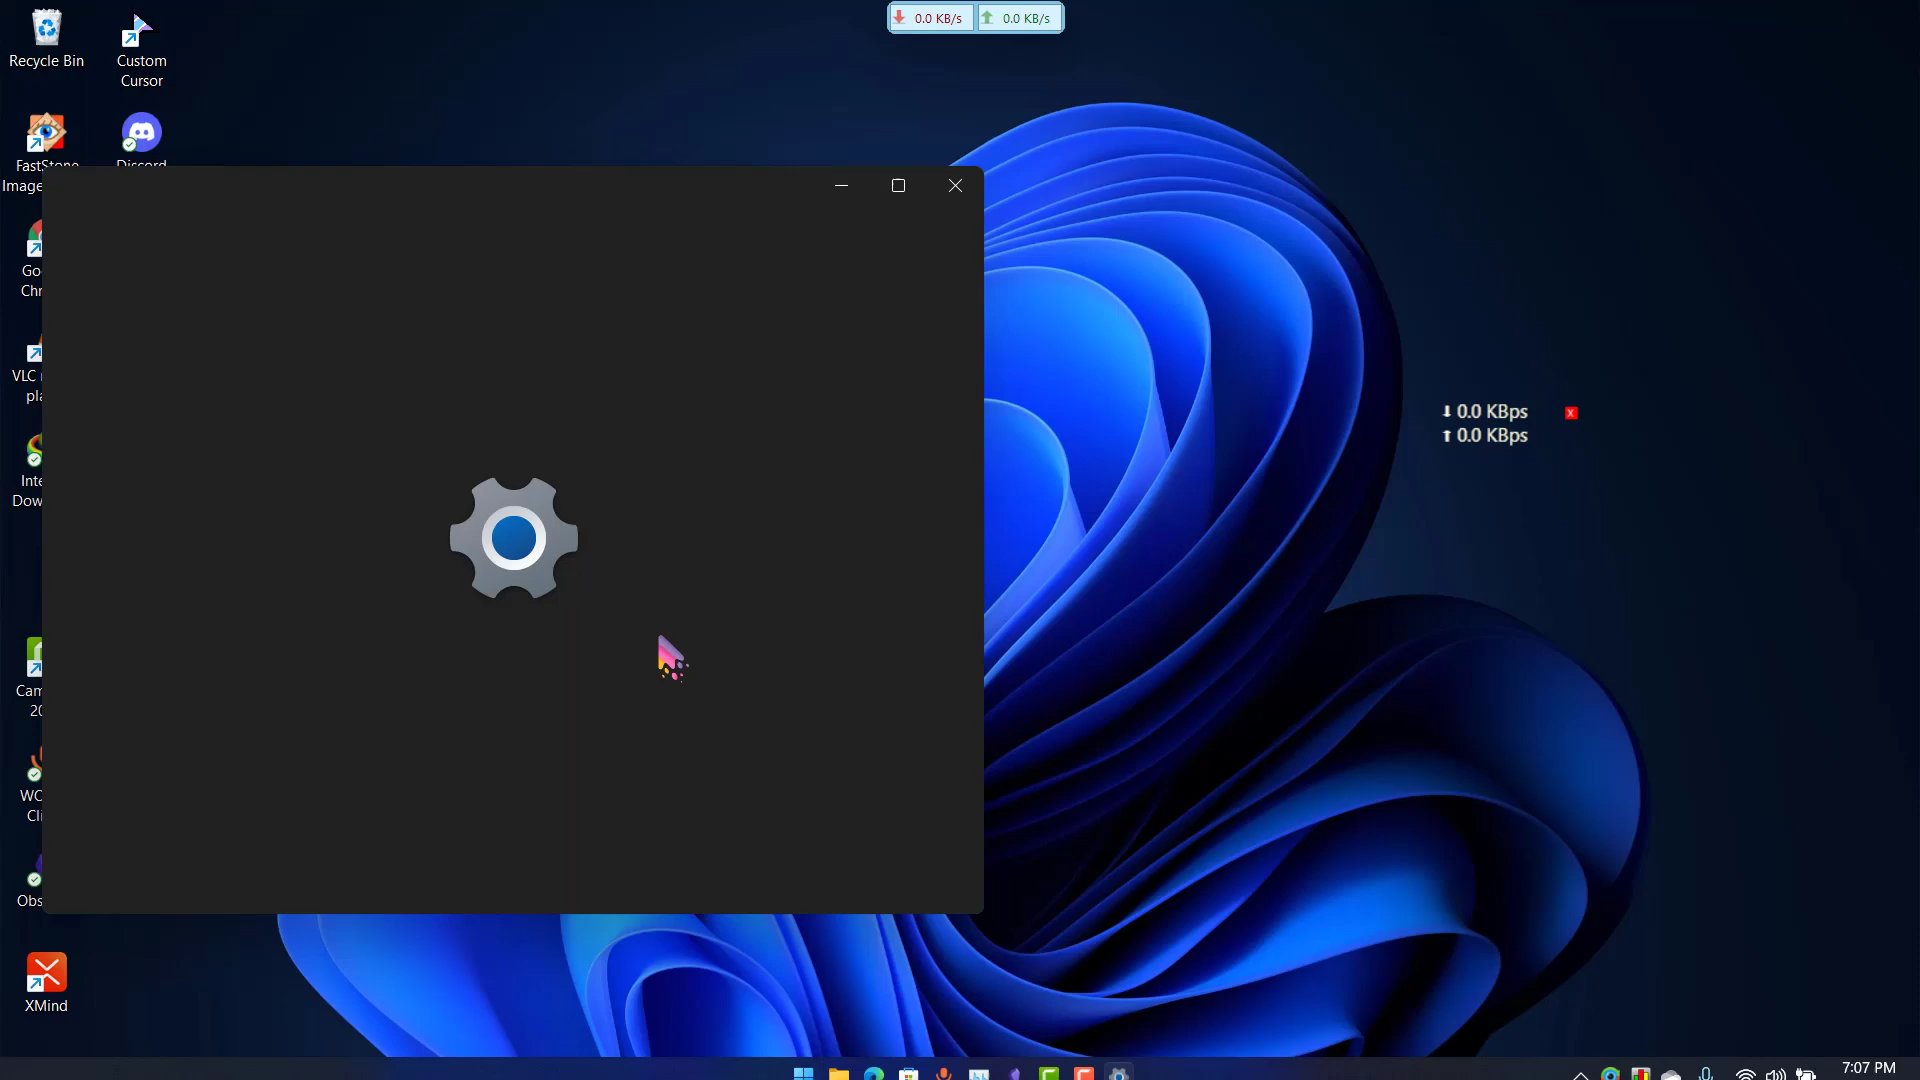 0.0 KB/s 0.0 KB/s
Recycle Bin
Custom
Cursor
FastStone
Image
Discord
Go
Chr
VLC
pla
Inte
Dow
Cam
20
WO
Cli
Obs
XMind
0.0 KBps x
0.0 KBps
7:07 PM